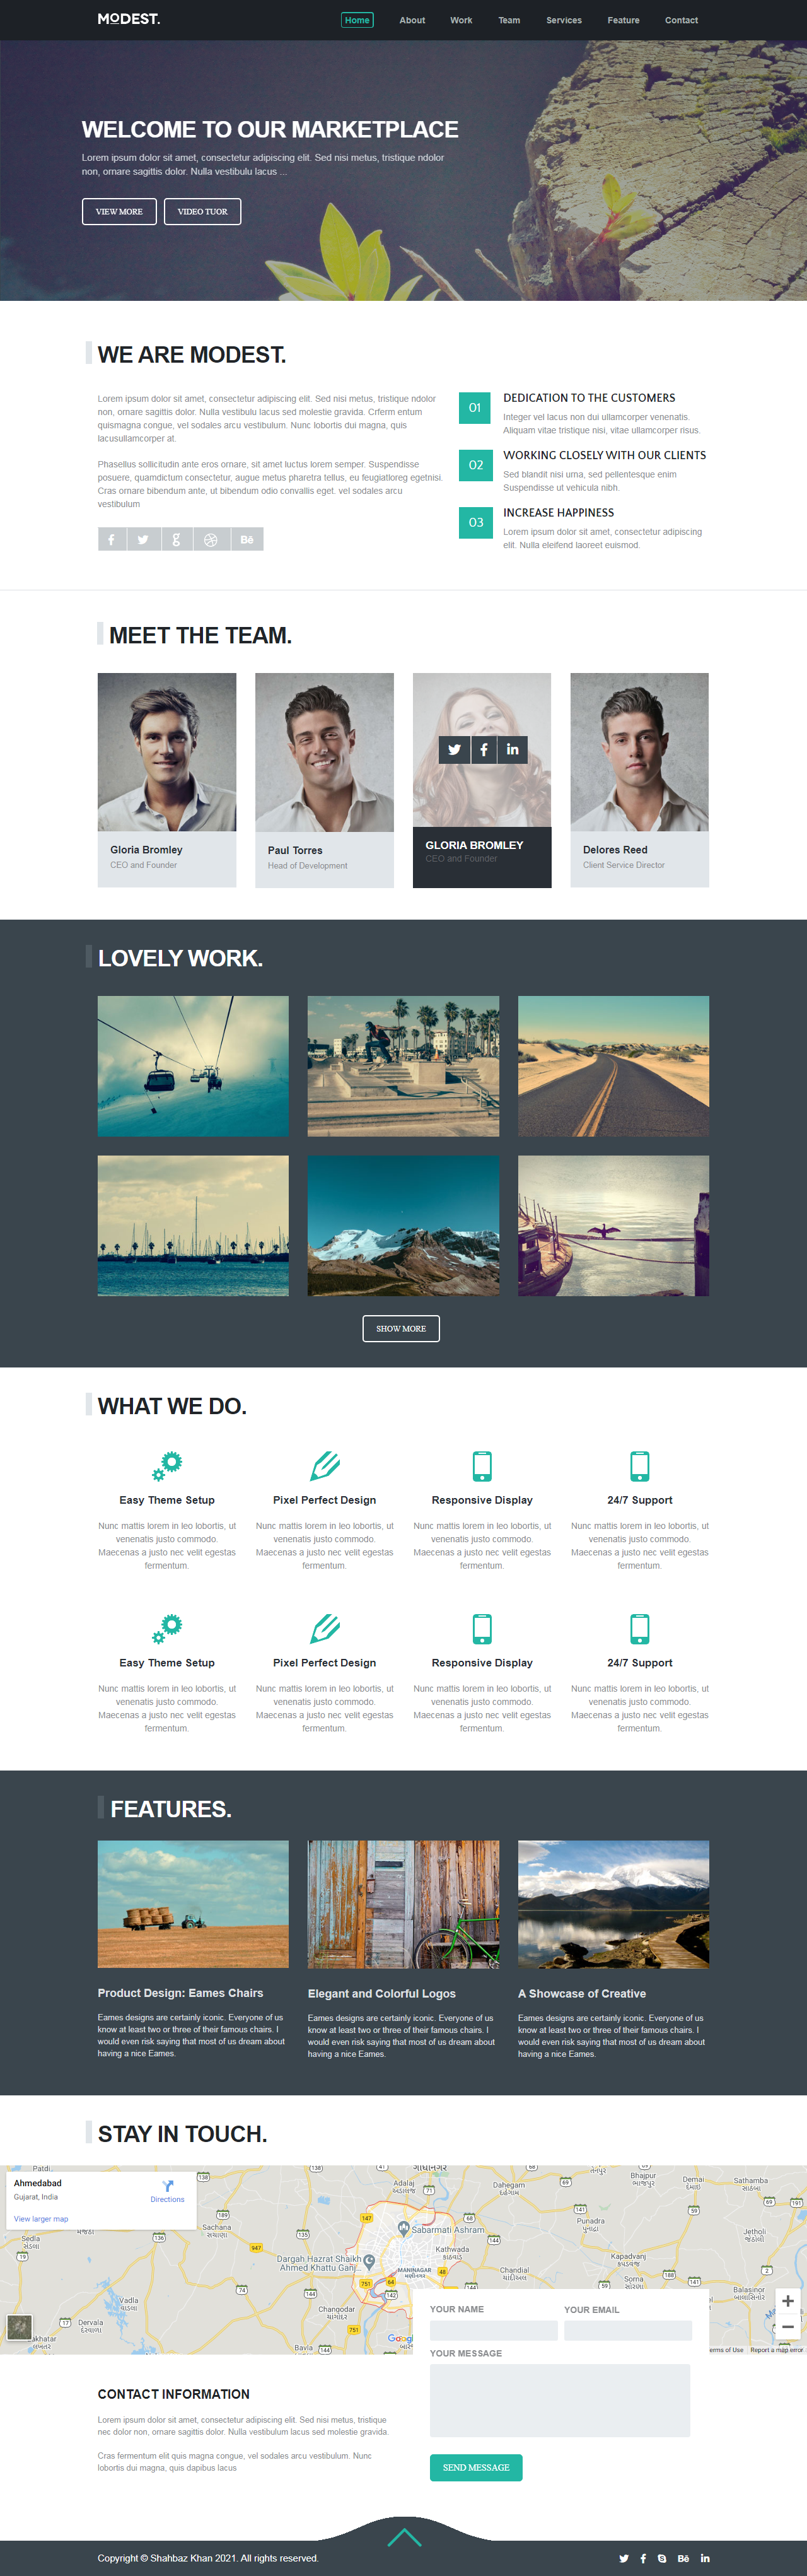 MODEST.
Home About Work Team Services Feature Contact
WELCOME TO OUR MARKETPLACE
Lorem ipsum dolor sit amet, consectetur adipiscing elit. Sed nisi metus, tristique ndolor
non, ornare sagittis dolor. Nulla vestibulu lacus ...
VIEW MORE
VIDEO TUOR
WE ARE MODEST.
Lorem ipsum dolor sit amet, consectetur adipiscing elit. Sed nisi metus, tristique ndolor
non, ornare sagittis dolor. Nulla vestibulu lacus sed molestie gravida. Crferm entum
quismagna congue, vel sodales arcu vestibulum. Nunc lobortis dui magna, quis
lacusullamcorper at.
Phasellus sollicitudin ante eros ornare, sit amet luctus lorem semper. Suspendisse
posuere, quamdictum consectetur, augue metus pharetra tellus, eu feugiatloreg egetnisi.
Cras ornare bibendum ante, ut bibendum odio convallis eget. vel sodales arcu
vestibulum
01
DEDICATION TO THE CUSTOMERS
Integer vel lacus non dui ullamcorper venenatis.
Aliquam vitae tristique nisi, vitae ullamcorper risus.
02
WORKING CLOSELY WITH OUR CLIENTS
Sed blandit nisi urna, sed pellentesque enim
Suspendisse ut vehicula nibh.
03
INCREASE HAPPINESS
Lorem ipsum dolor sit amet, consectetur adipiscing
elit. Nulla eleifend laoreet euismod.
MEET THE TEAM.
Gloria Bromley
CEO and Founder
Paul Torres
Head of Development
GLORIA BROMLEY
CEO and Founder
Delores Reed
Client Service Director
LOVELY WORK.
SHOW MORE
WHAT WE DO.
Easy Theme Setup
Nunc mattis lorem in leo lobortis, ut
venenatis justo commodo.
Maecenas a justo nec velit egestas
fermentum.
Pixel Perfect Design
Nunc mattis lorem in leo lobortis, ut
venenatis justo commodo.
Maecenas a justo nec velit egestas
fermentum.
Responsive Display
Nunc mattis lorem in leo lobortis, ut
venenatis justo commodo.
Maecenas a justo nec velit egestas
fermentum.
24/7 Support
Nunc mattis lorem in leo lobortis, ut
venenatis justo commodo.
Maecenas a justo nec velit egestas
fermentum.
Easy Theme Setup
Nunc mattis lorem in leo lobortis, ut
venenatis justo commodo.
Maecenas a justo nec velit egestas
fermentum.
Pixel Perfect Design
Nunc mattis lorem in leo lobortis, ut
venenatis justo commodo.
Maecenas a justo nec velit egestas
fermentum.
Responsive Display
Nunc mattis lorem in leo lobortis, ut
venenatis justo commodo.
Maecenas a justo nec velit egestas
fermentum.
24/7 Support
Nunc mattis lorem in leo lobortis, ut
venenatis justo commodo.
Maecenas a justo nec velit egestas
fermentum.
FEATURES.
Product Design: Eames Chairs
Eames designs are certainly iconic. Everyone of us
know at least two or three of their famous chairs. I
would even risk saying that most of us dream about
having a nice Eames.
Elegant and Colorful Logos
Eames designs are certainly iconic. Everyone of us
know at least two or three of their famous chairs. I
would even risk saying that most of us dream about
having a nice Eames.
A Showcase of Creative
Eames designs are certainly iconic. Everyone of us
know at least two or three of their famous chairs. I
would even risk saying that most of us dream about
having a nice Eames.
STAY IN TOUCH.
Ahmedabad
Gujarat, India
Directions
View larger map
Adalaj
Dahegam
Bhajpur
Demai
Sathamba
Sedia
Sachana
Sabarmati Ashram
Punadra
Jetholi
Dargah Hazrat Shaikh
Ahmed Khattu Ganj...
Kathwada
MANINAGAR
Chandial
Kapadvanj
Sorna
Balasinor
Vadla
Changodar
Dervala
Bavla
Report a map error
YOUR NAME
YOUR EMAIL
YOUR MESSAGE
SEND MESSAGE
CONTACT INFORMATION
Lorem ipsum dolor sit amet, consectetur adipiscing elit. Sed nisi metus, tristique
nec dolor non, ornare sagittis dolor. Nulla vestibulum lacus sed molestie gravida.
Cras fermentum elit quis magna congue, vel sodales arcu vestibulum. Nunc
lobortis dui magna, quis dapibus lacus
Copyright © Shahbaz Khan 2021. All rights reserved.